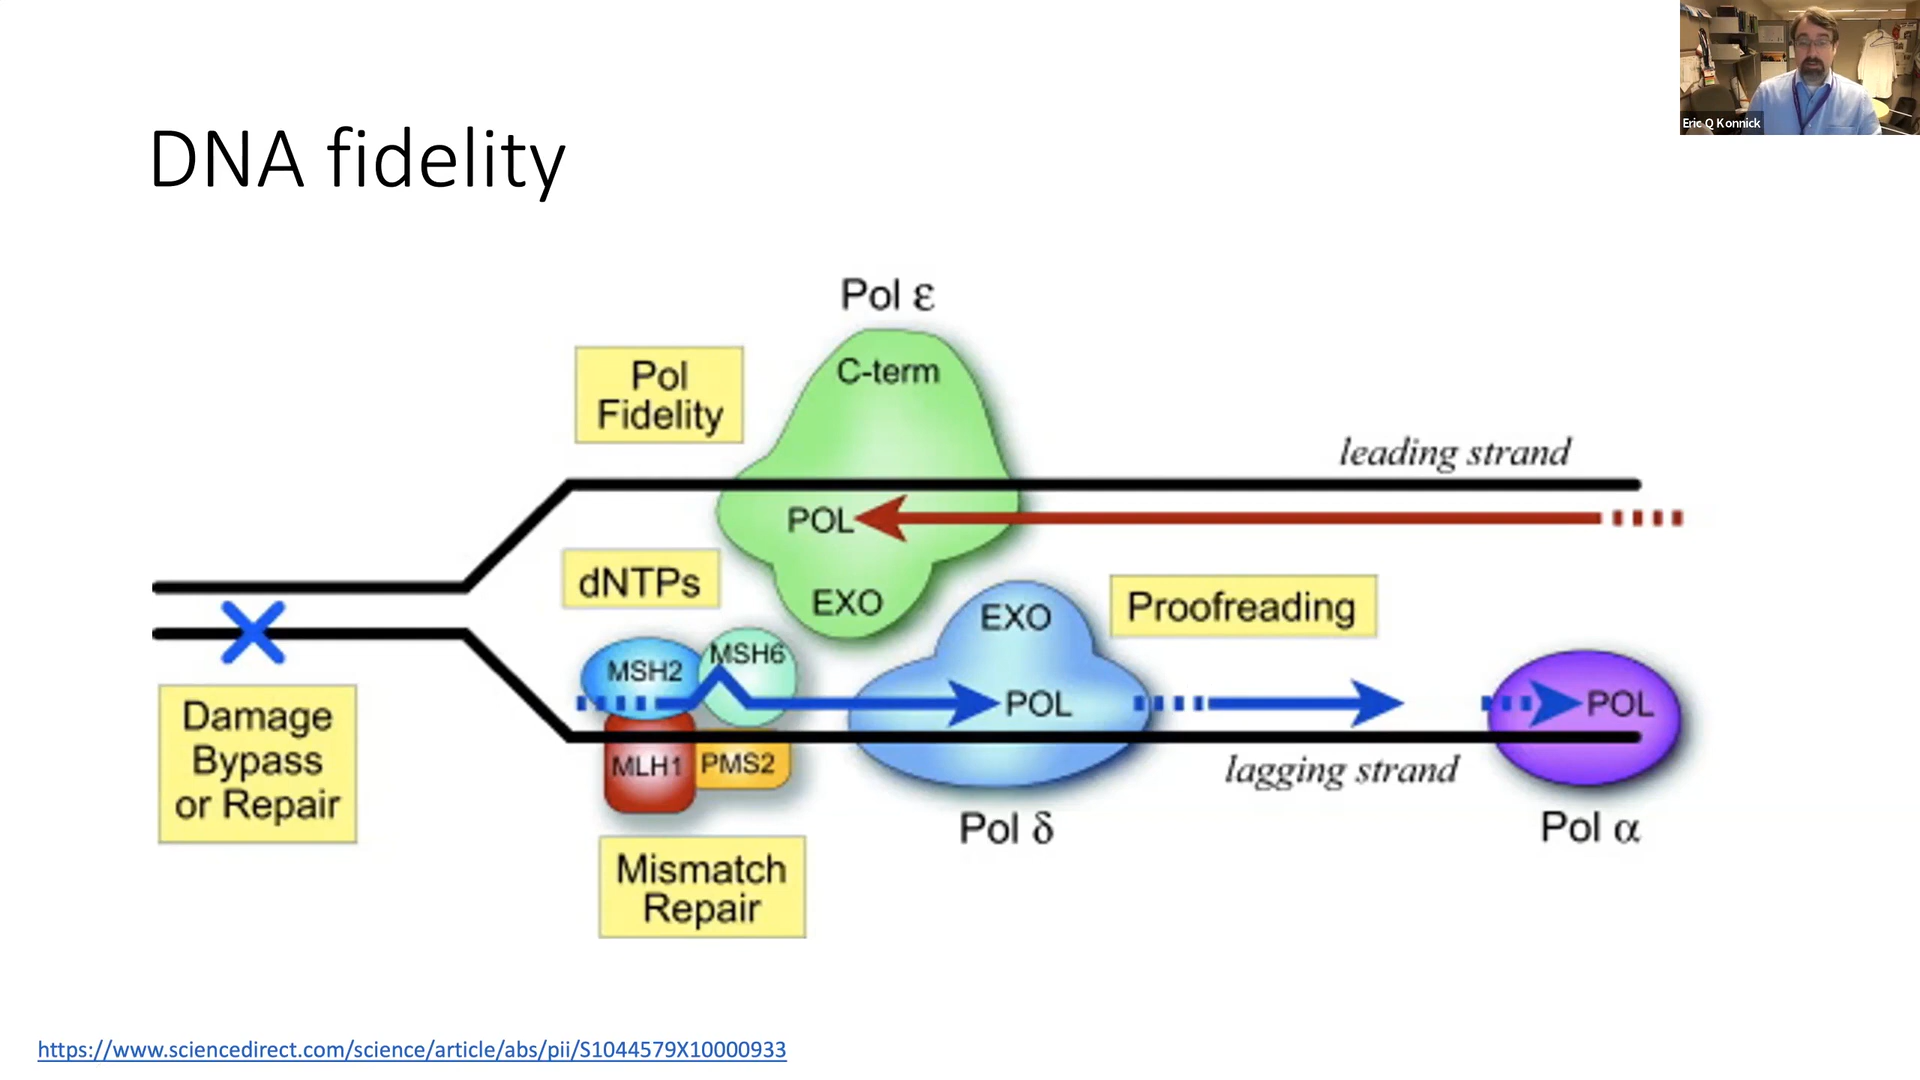 Eric Q Konnick
DNA fidelity
Pol ε
C-term
Pol
Fidelity
leading strand
POL
dNTPs
EXO
EXO
Proofreading
MSH2
MSH6
POL
POL
Damage
Bypass
or Repair
MLH1
PMS2
lagging strand
Pol δ
Pol α
Mismatch
Repair
https://www.sciencedirect.com/science/article/abs/pii/S1044579X10000933